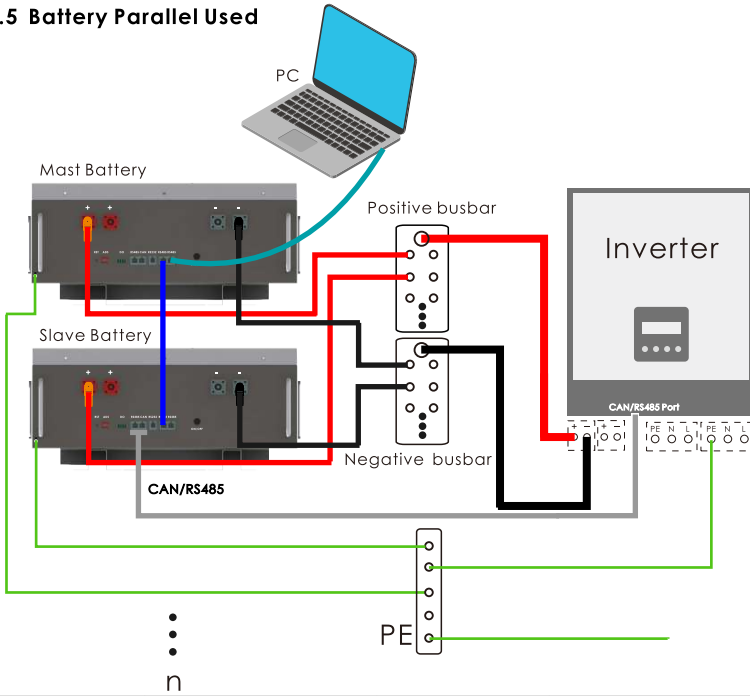 .5 Battery Parallel Used
PC
Mast Battery
Positive busbar
Inverter
Slave Battery
CAN/RS485 Port
+ - + -
PE N L PE N L
Negative busbar
CAN/RS485
PE
n